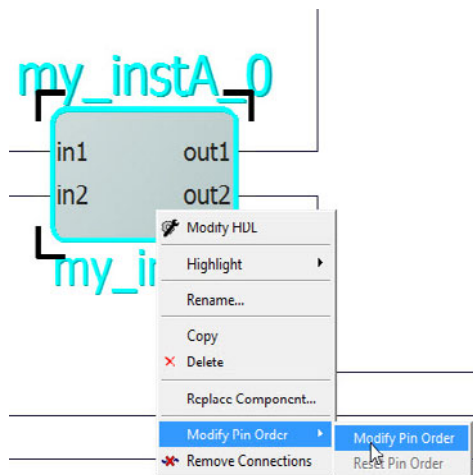 my_instA_0
in1 out1
in2 out2
my_in
Modify HDL
Highlight
Rename...
Copy
Delete
Replace Component...
Modify Pin Order
Modify Pin Order
Reset Pin Order
Remove Connections